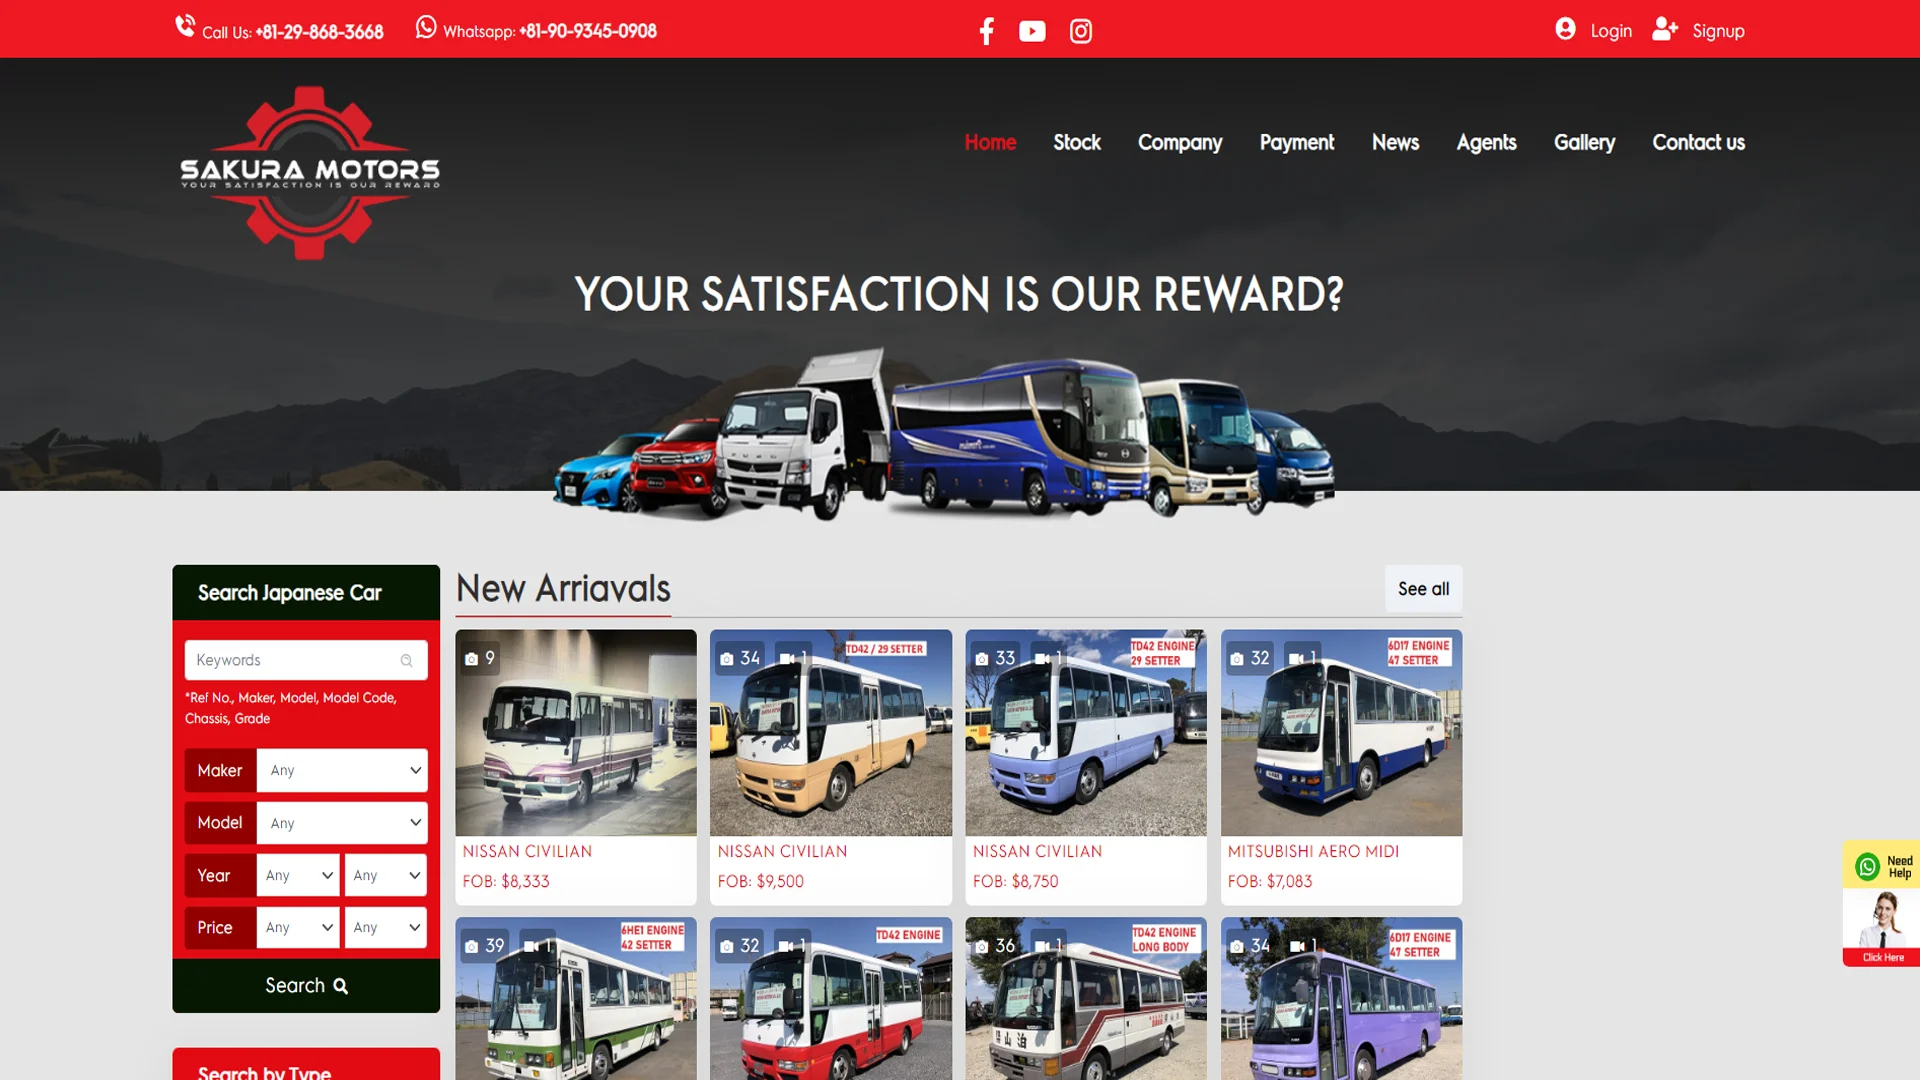 Call Us: +81-29-868-3668
Whatsapp: +81-90-9345-0908
Login
Signup
SAKURA MOTORS
YOUR SATISFACTION IS OUR REWARD
Home
Stock
Company
Payment
News
Agents
Gallery
Contact us
YOUR SATISFACTION IS OUR REWARD?
FUSO
Search Japanese Car
Keywords
*Ref No., Maker, Model, Model Code,
Chassis, Grade
Maker
Any
Model
Any
Year
Any
Any
Price
Any
Any
Search
Search by Type
New Arriavals
See all
9
NISSAN CIVILIAN
FOB: $8,333
34
1
TD42 / 29 SETTER
NISSAN CIVILIAN
FOB: $9,500
33
1
TD42 ENGINE
29 SETTER
NISSAN CIVILIAN
FOB: $8,750
32
1
6D17 ENGINE
47 SETTER
MITSUBISHI AERO MIDI
FOB: $7,083
39
1
6HE1 ENGINE
42 SETTER
32
1
TD42 ENGINE
36
1
TD42 ENGINE
LONG BODY
34
1
6D17 ENGINE
47 SETTER
Need
Help
Click Here